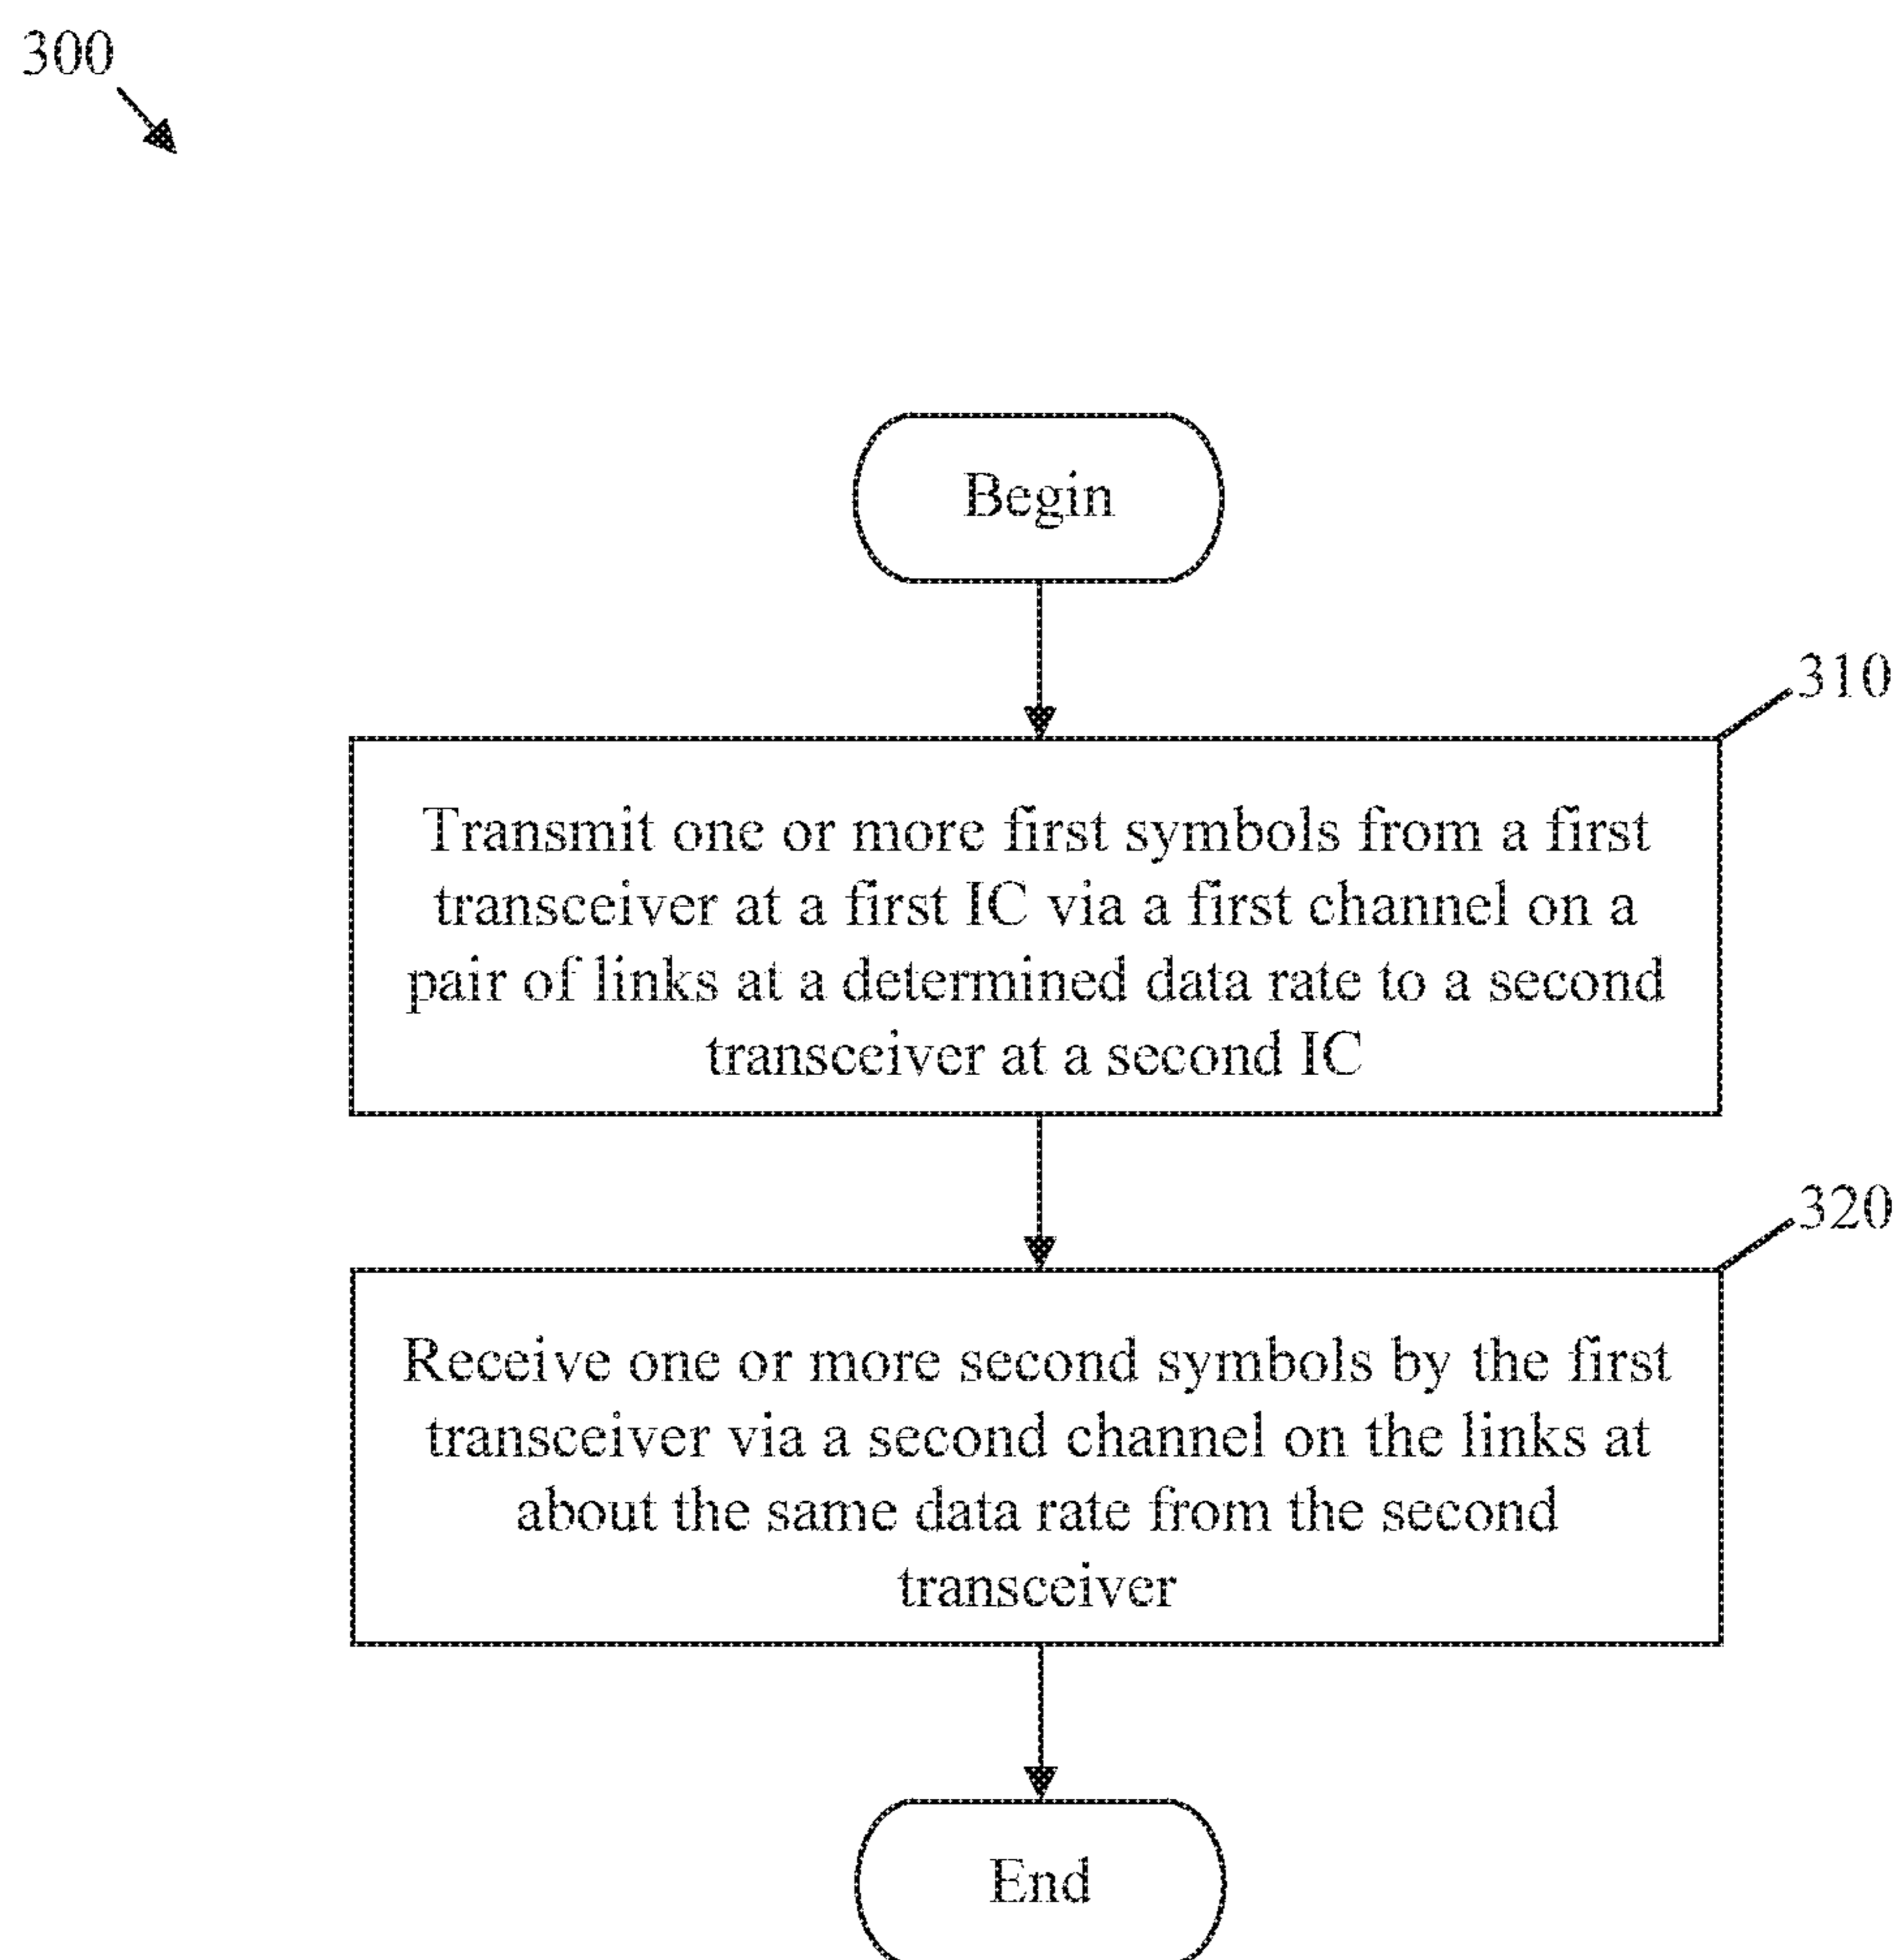 300
Begin
310
Transmit one or more first symbols from a first
transceiver at a first IC via a first channel on a
pair of links at a determined data rate to a second
transceiver at a second IC
320
Receive one or more second symbols by the first
transceiver via a second channel on the links at
about the same data rate from the second
transceiver
End